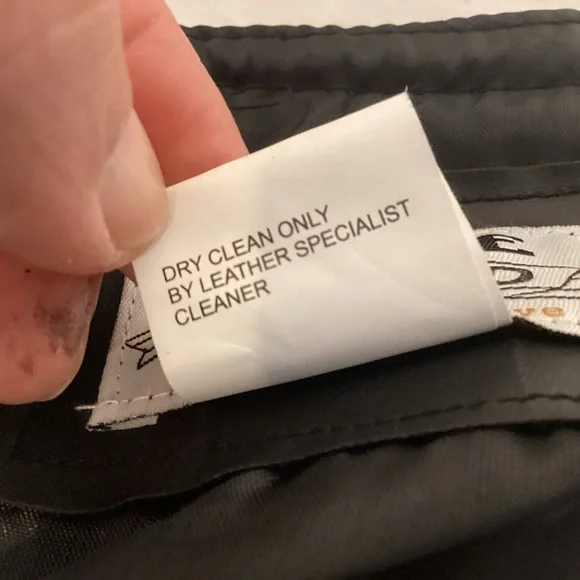 DRY CLEAN ONLY
BY LEATHER SPECIALIST
CLEANER